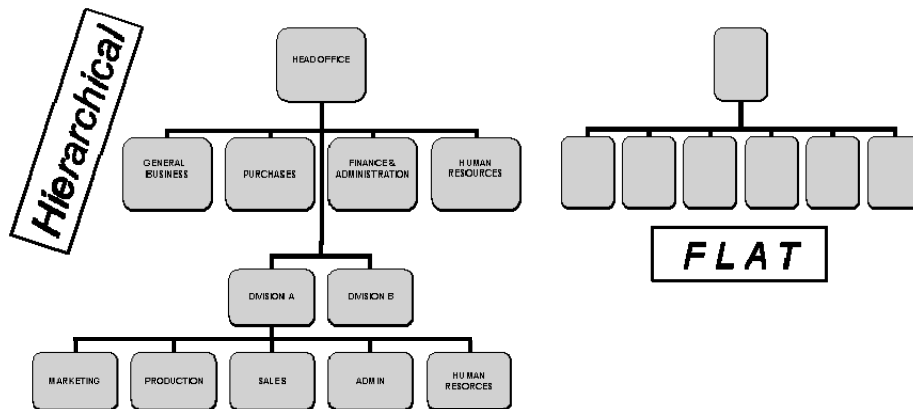 Hierarchical
HEAD OFFICE
GENERAL
BUSINESS
PURCHASES
FINANCE &
ADMINISTRATION
HUMAN
RESOURCES
FLAT
DIVISION A
DIVISION B
MARKETING
PRODUCTION
SALES
ADMIN
HUMAN
RESORCES